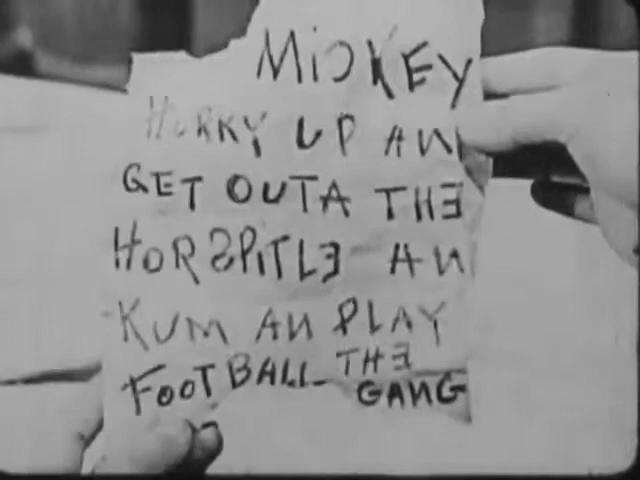 MICKEY
HURRY UP AN
GET OUTA THE
HORSPITLE AN
KUM AN PLAY
FOOTBALL THE
GANG